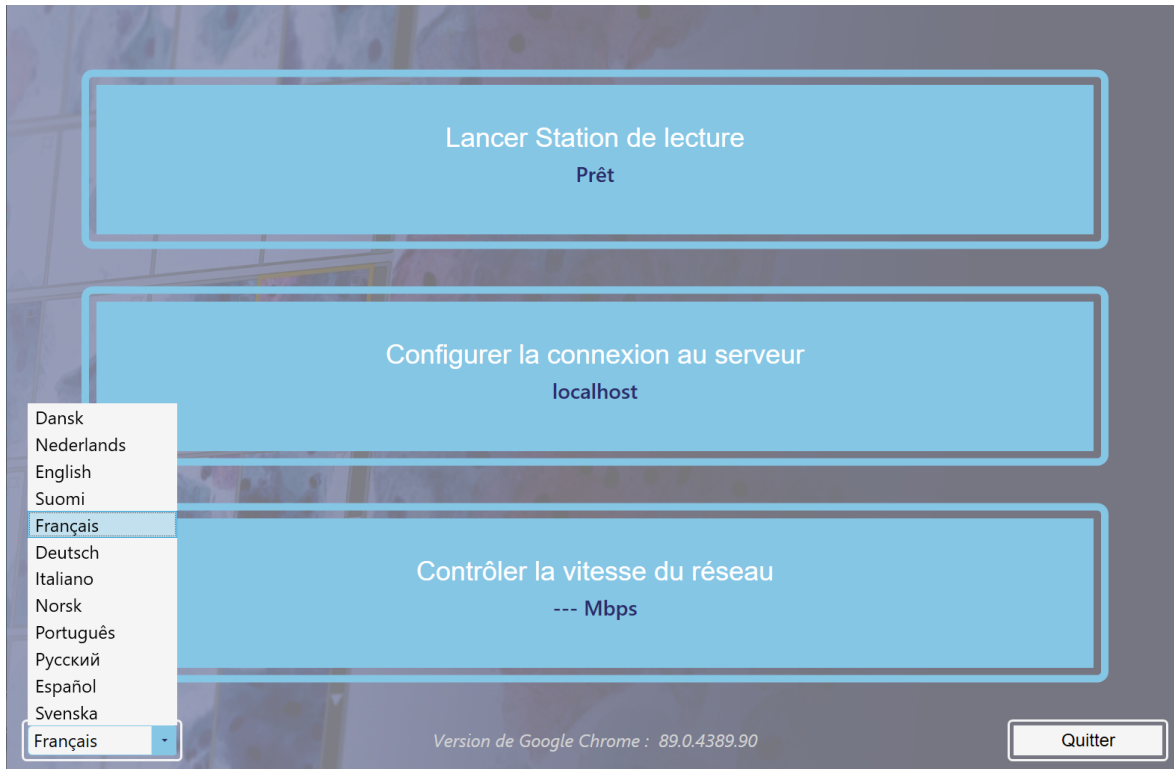 Lancer Station de lecture
Prêt
Configurer la connexion au serveur
localhost
Contrôler la vitesse du réseau
--- Mbps
Dansk
Nederlands
English
Suomi
Français
Deutsch
Italiano
Norsk
Português
Русский
Español
Svenska
Français
Version de Google Chrome : 89.0.4389.90
Quitter